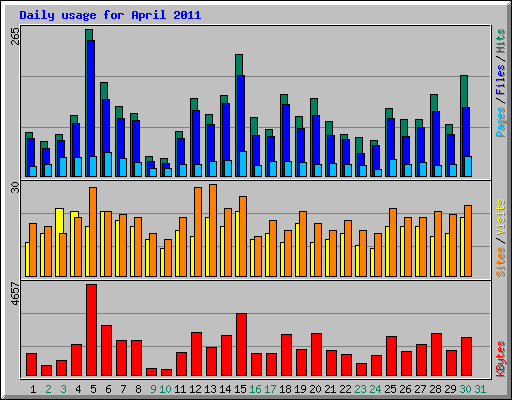 Daily usage for April 2011
265
Pages / Files / Hits
30
Sites / Visits
4657
KBytes
1 2 3 4 5 6 7 8 9 10 11 12 13 14 15 16 17 18 19 20 21 22 23 24 25 26 27 28 29 30 31